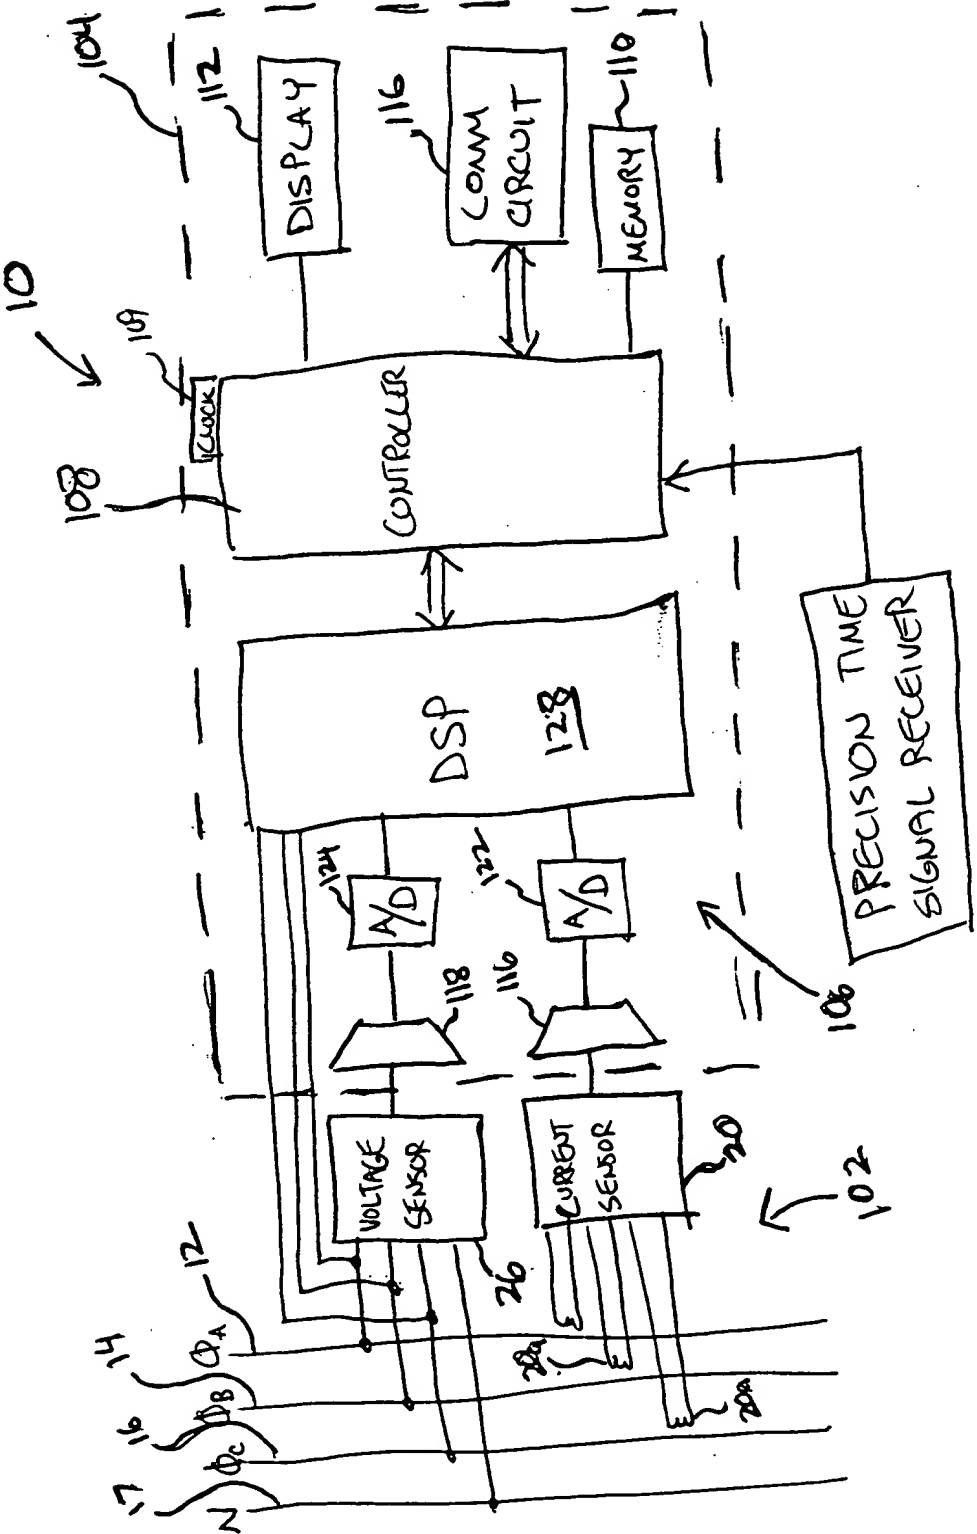 10
104
112
DISPLAY
116
COMM
CIRCUIT
110
MEMORY
109
CLOCK
108
CONTROLLER
DSP
128
124
A/D
122
A/D
118
116
106
PRECISION TIME
SIGNAL RECEIVER
VOLTAGE
SENSOR
26
CURRENT
SENSOR
20
102
12
ΦA
14
ΦB
16
ΦC
17
N
20a
20a